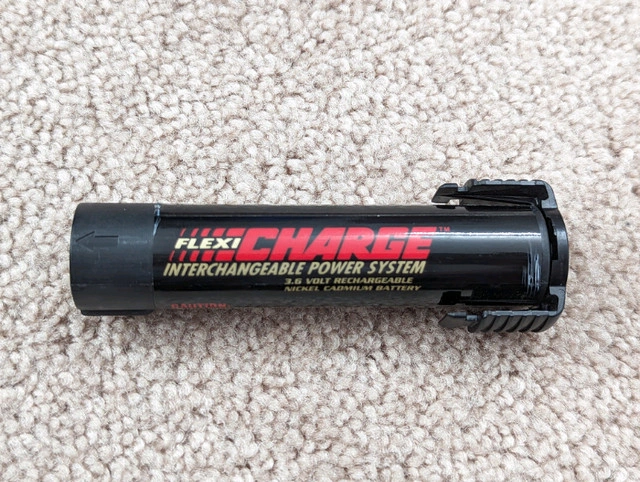 FLEXI CHARGE™
INTERCHANGEABLE POWER SYSTEM
3.6 VOLT RECHARGEABLE
NICKEL CADMIUM BATTERY
CAUTION